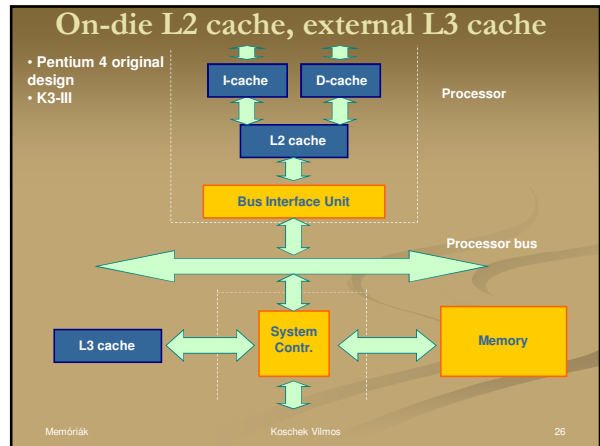 On-die L2 cache, external L3 cache
• Pentium 4 original
design
• K3-III
I-cache
D-cache
Processor
L2 cache
Bus Interface Unit
Processor bus
L3 cache
System
Contr.
Memory
Memóriák
Koschek Vilmos
26